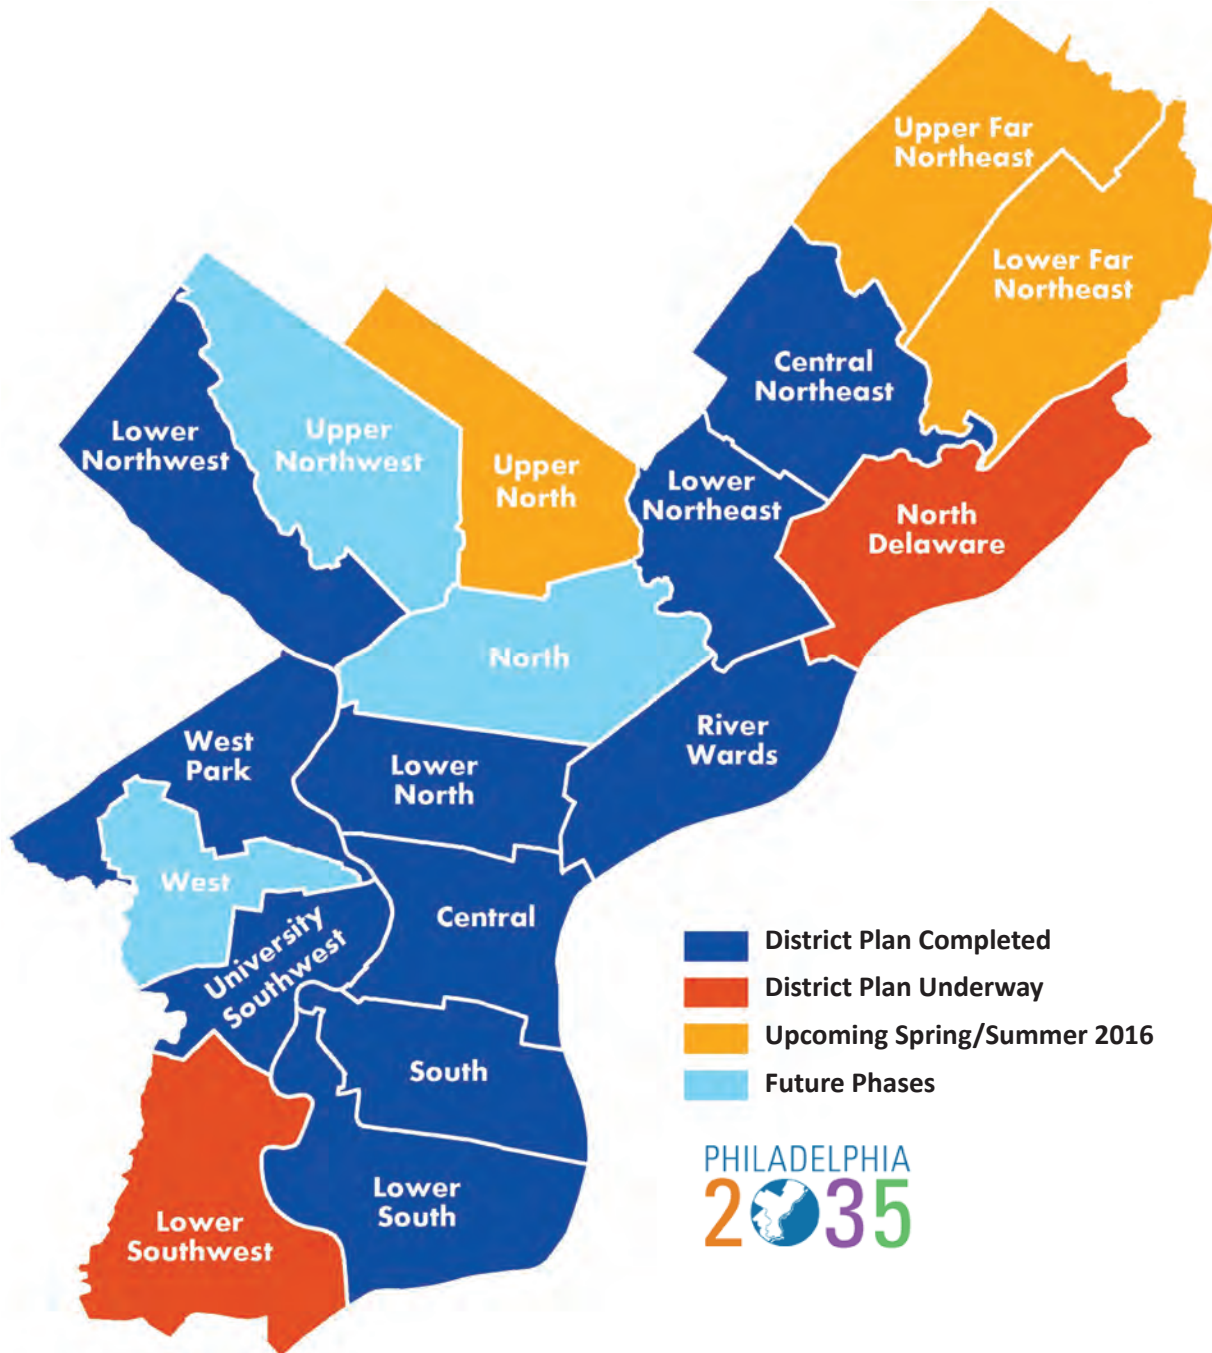 Upper Far
Northeast
Lower Far
Northeast
Central
Northeast
Lower
Northwest
Upper
Northwest
Upper
North
Lower
Northeast
North
Delaware
North
River
Wards
West
Park
Lower
North
West
Central
University
Southwest
South
Lower
South
Lower
Southwest
District Plan Completed
District Plan Underway
Upcoming Spring/Summer 2016
Future Phases
PHILADELPHIA
2035